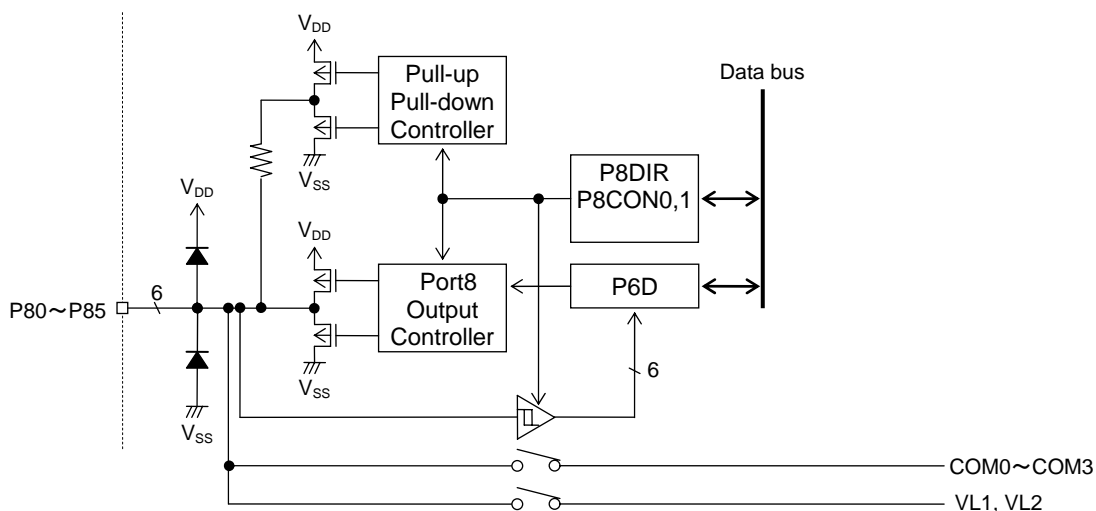 VDD
Pull-up
Pull-down
Controller
Data bus
VSS
P8DIR
P8CON0,1
VDD
VDD
Port8
Output
Controller
P6D
P80～P85
6
VSS
6
VSS
COM0～COM3
VL1, VL2